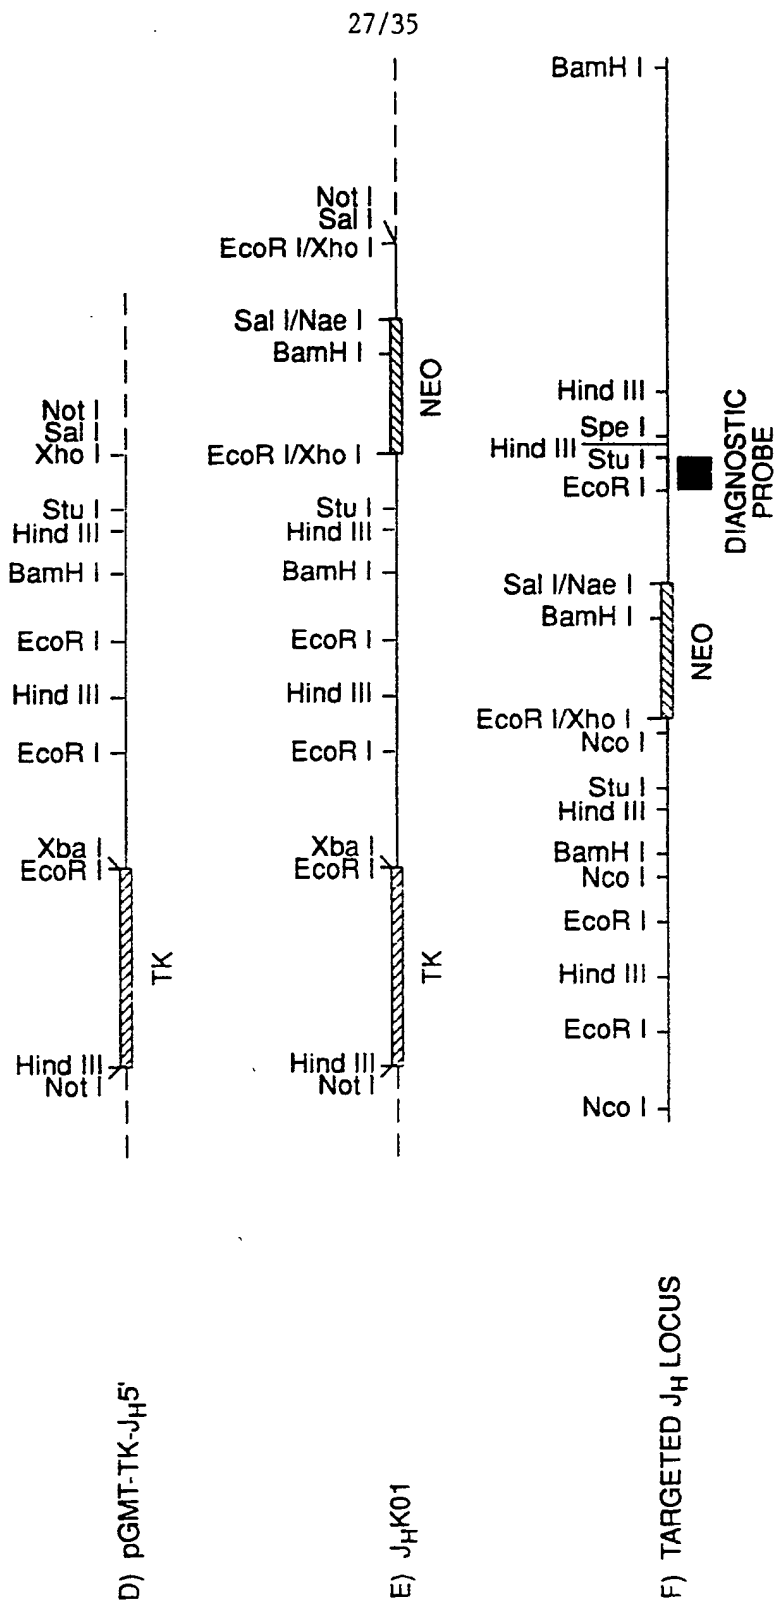 27/35
D) pGMT-TK-JH5'
Not I
Sal I
Xho I
Stu I
Hind III
BamH I
EcoR I
Hind III
EcoR I
Xba I
EcoR I
TK
Hind III
Not I
E) JHK01
Not I
Sal I
EcoR I/Xho I
Sal I/Nae I
BamH I
NEO
EcoR I/Xho I
Stu I
Hind III
BamH I
EcoR I
Hind III
EcoR I
Xba I
EcoR I
TK
Hind III
Not I
F) TARGETED JH LOCUS
BamH I
Hind III
Spe I
Hind III
Stu I
EcoR I
DIAGNOSTIC
PROBE
Sal I/Nae I
BamH I
NEO
EcoR I/Xho I
Nco I
Stu I
Hind III
BamH I
Nco I
EcoR I
Hind III
EcoR I
Nco I